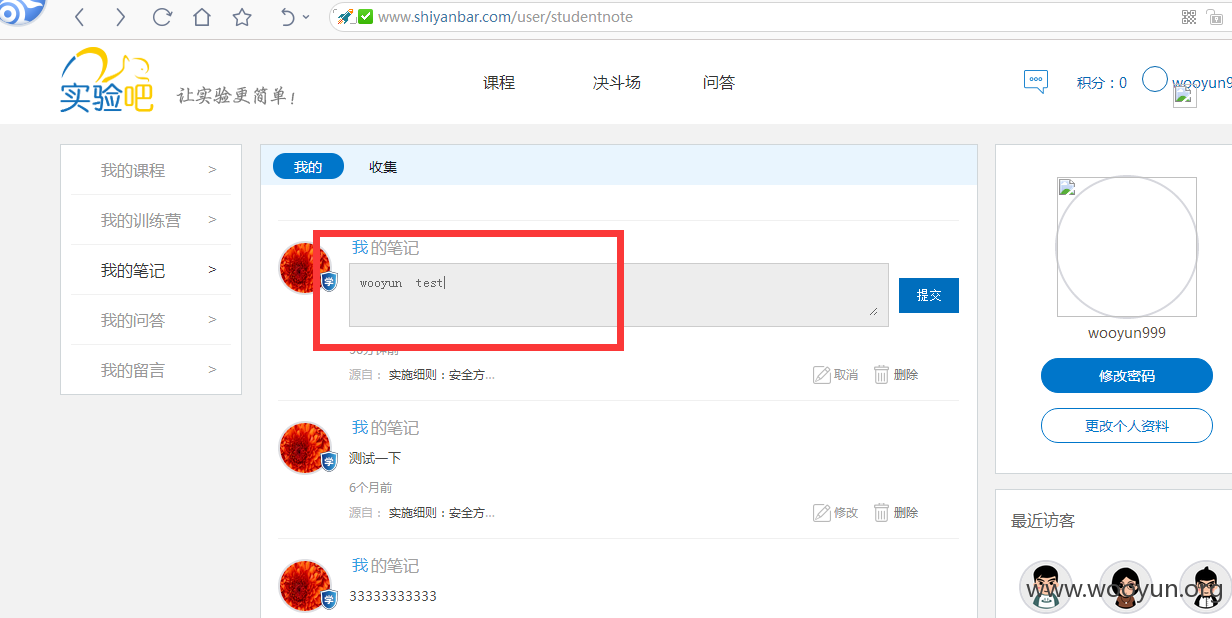 www.shiyanbar.com/user/studentnote
实验吧
让实验更简单！
课程
决斗场
问答
积分：0
wooyun9
我的课程 >
我的训练营 >
我的笔记 >
我的问答 >
我的留言 >
我的
收集
我的笔记
学
wooyun test
提交
源自： 实施细则：安全方...
取消
删除
我的笔记
学
测试一下
6个月前
源自： 实施细则：安全方...
修改
删除
我的笔记
学
33333333333
wooyun999
修改密码
更改个人资料
最近访客
www.wooyun.org